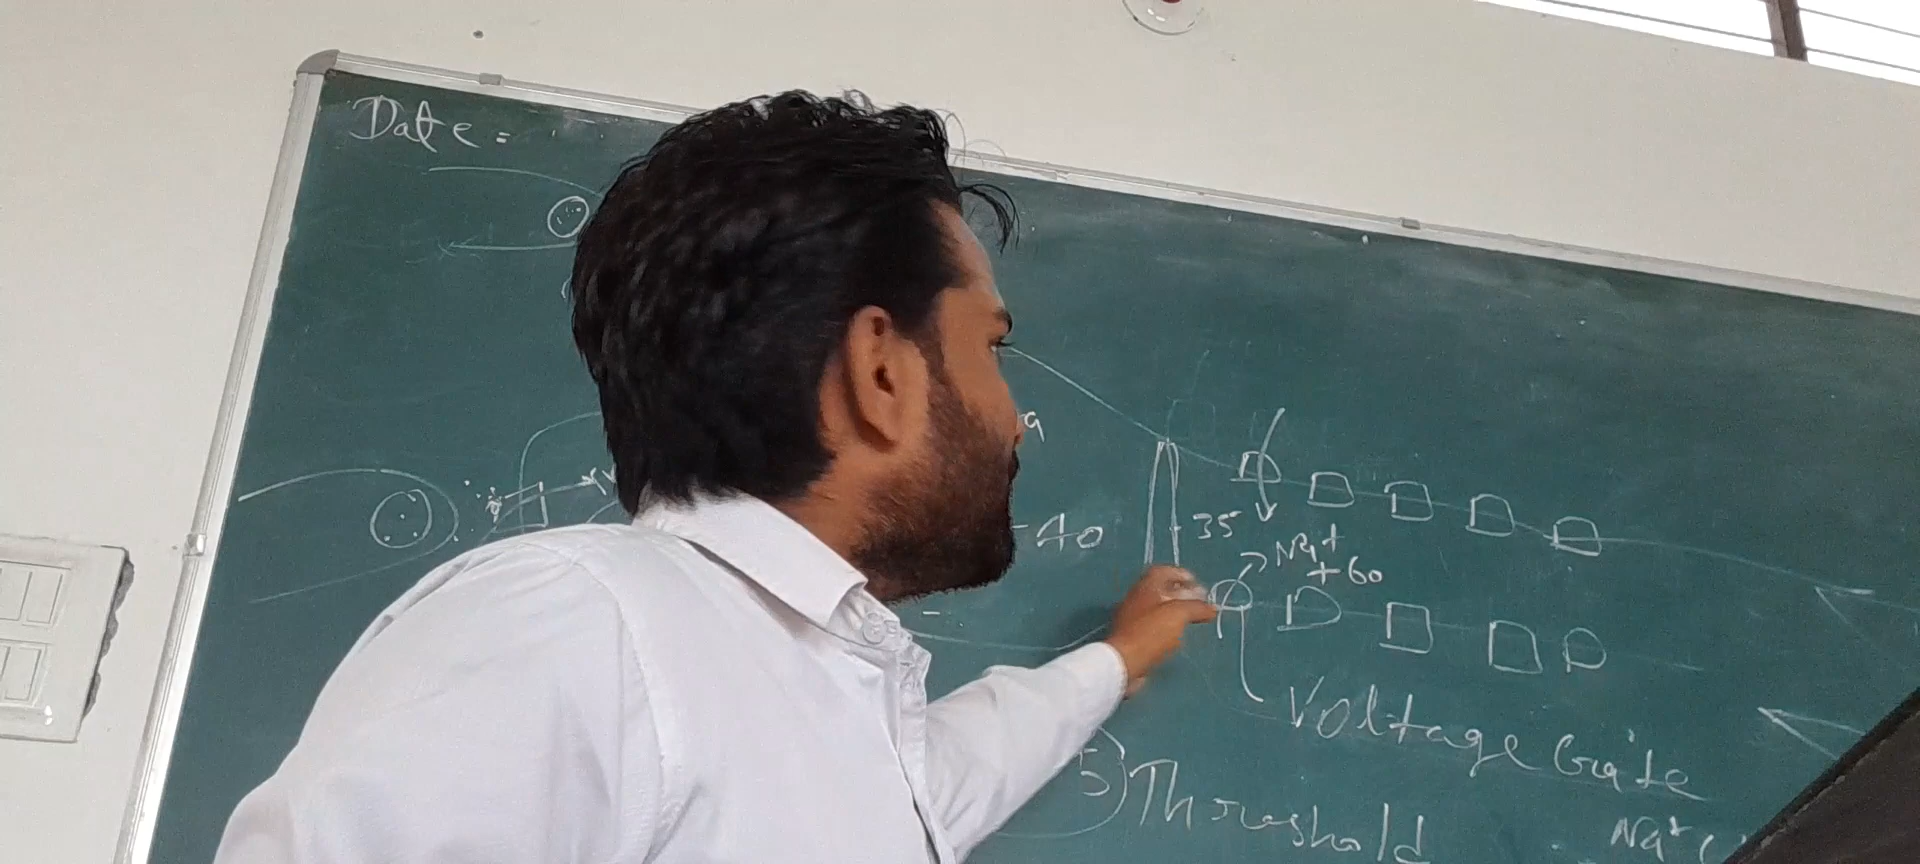 Date =
-40
35
Na+
+60
Voltage Gate
5) Threshold
Na+